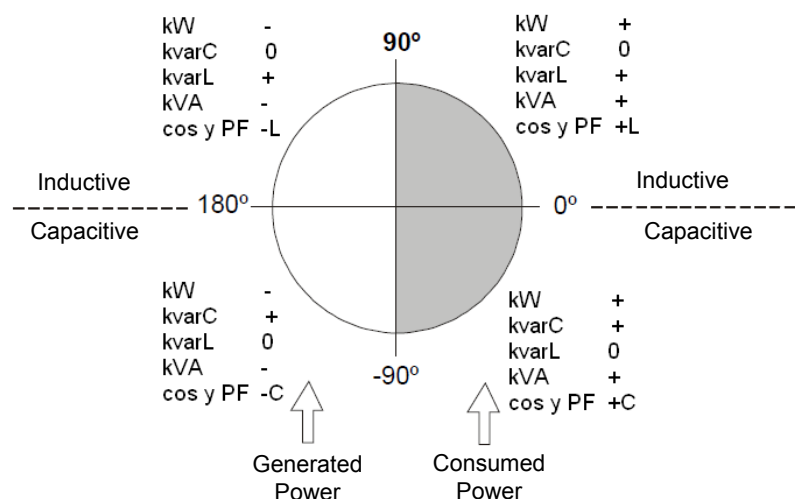 kW -
kvarC 0
kvarL +
kVA -
cos y PF -L
90º
kW +
kvarC 0
kvarL +
kVA +
cos y PF +L
Inductive
180º
0º
Inductive
Capacitive
Capacitive
kW -
kvarC +
kvarL 0
kVA -
cos y PF -C
-90º
kW +
kvarC +
kvarL 0
kVA +
cos y PF +C
Generated
Power
Consumed
Power